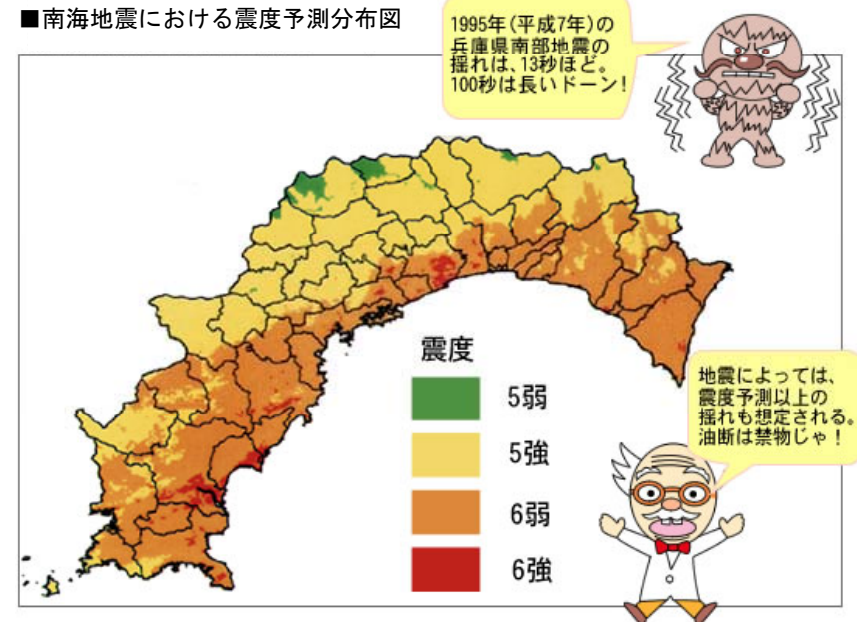 ■南海地震における震度予測分布図
1995年(平成7年)の
兵庫県南部地震の
揺れは、13秒ほど。
100秒は長いドーン!
震度
5弱
5強
6弱
6強
地震によっては、
震度予測以上の
揺れも想定される。
油断は禁物じゃ!